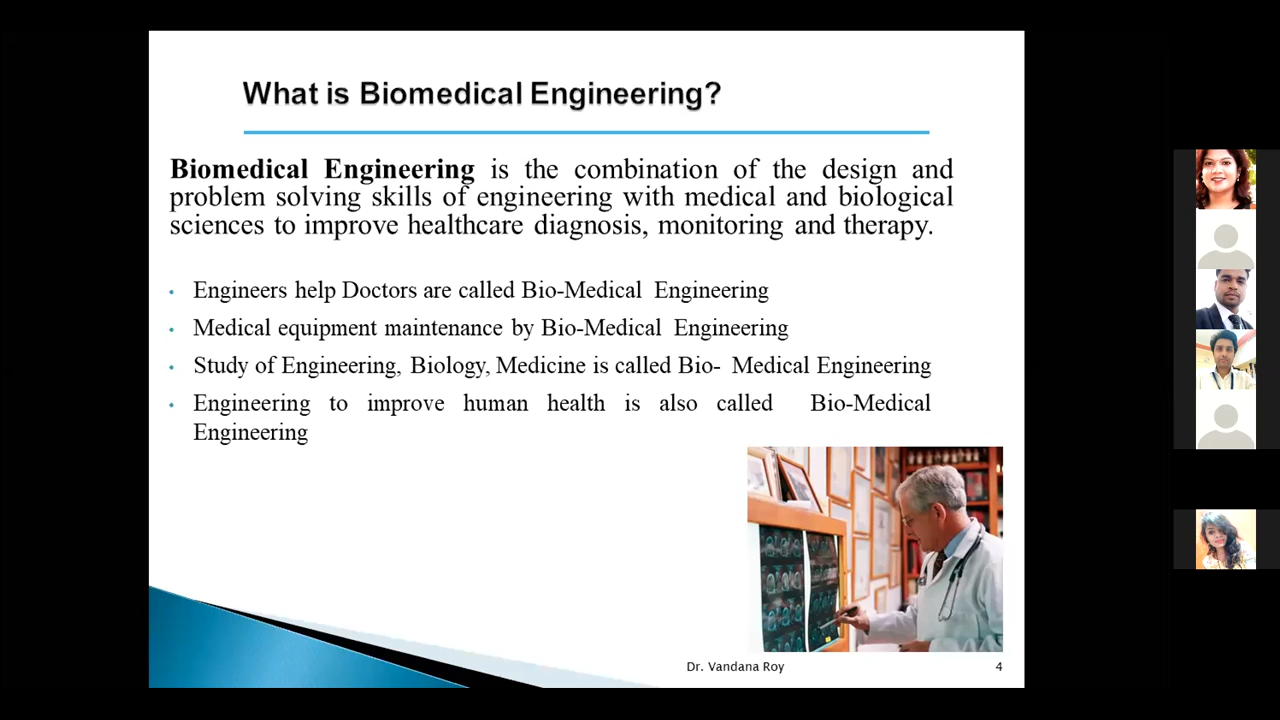 What is Biomedical Engineering?
Biomedical Engineering is the combination of the design and
problem solving skills of engineering with medical and biological
sciences to improve healthcare diagnosis, monitoring and therapy.
• Engineers help Doctors are called Bio-Medical Engineering
• Medical equipment maintenance by Bio-Medical Engineering
• Study of Engineering, Biology, Medicine is called Bio- Medical Engineering
• Engineering to improve human health is also called Bio-Medical
Engineering
Dr. Vandana Roy
4